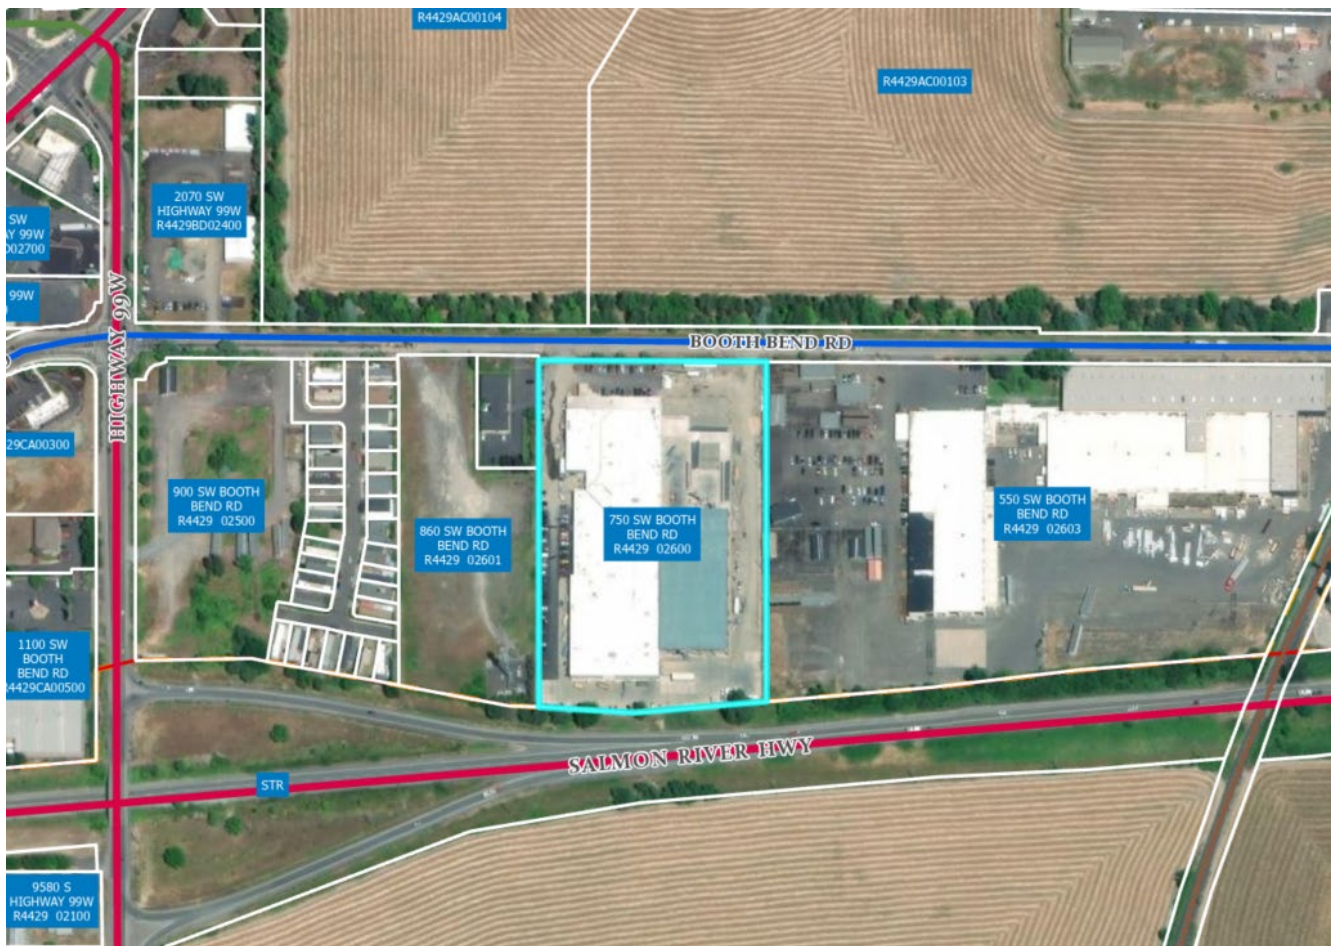 R4429AC00104
R4429AC00103
2070 SW
HIGHWAY 99W
R4429BD02400
SW
99W
02700
99W
HIGHWAY 99W
BOOTH BEND RD
29CA00300
900 SW BOOTH
BEND RD
R4429 02500
860 SW BOOTH
BEND RD
R4429 02601
750 SW BOOTH
BEND RD
R4429 02600
550 SW BOOTH
BEND RD
R4429 02603
1100 SW
BOOTH
BEND RD
4429CA00500
SALMON RIVER HWY
STR
9580 S
HIGHWAY 99W
R4429 02100